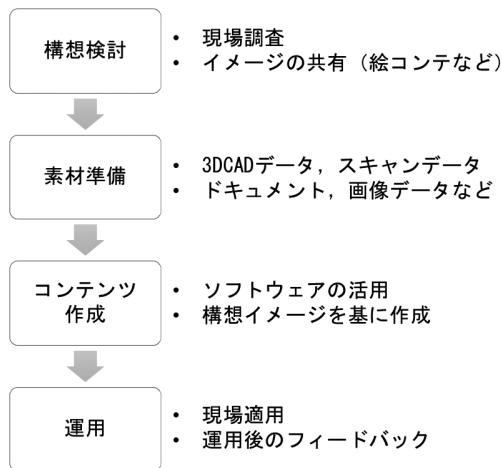 構想検討
• 現場調査
• イメージの共有（絵コンテなど）
素材準備
• 3DCADデータ，スキャンデータ
• ドキュメント，画像データなど
コンテンツ
作成
• ソフトウェアの活用
• 構想イメージを基に作成
運用
• 現場適用
• 運用後のフィードバック